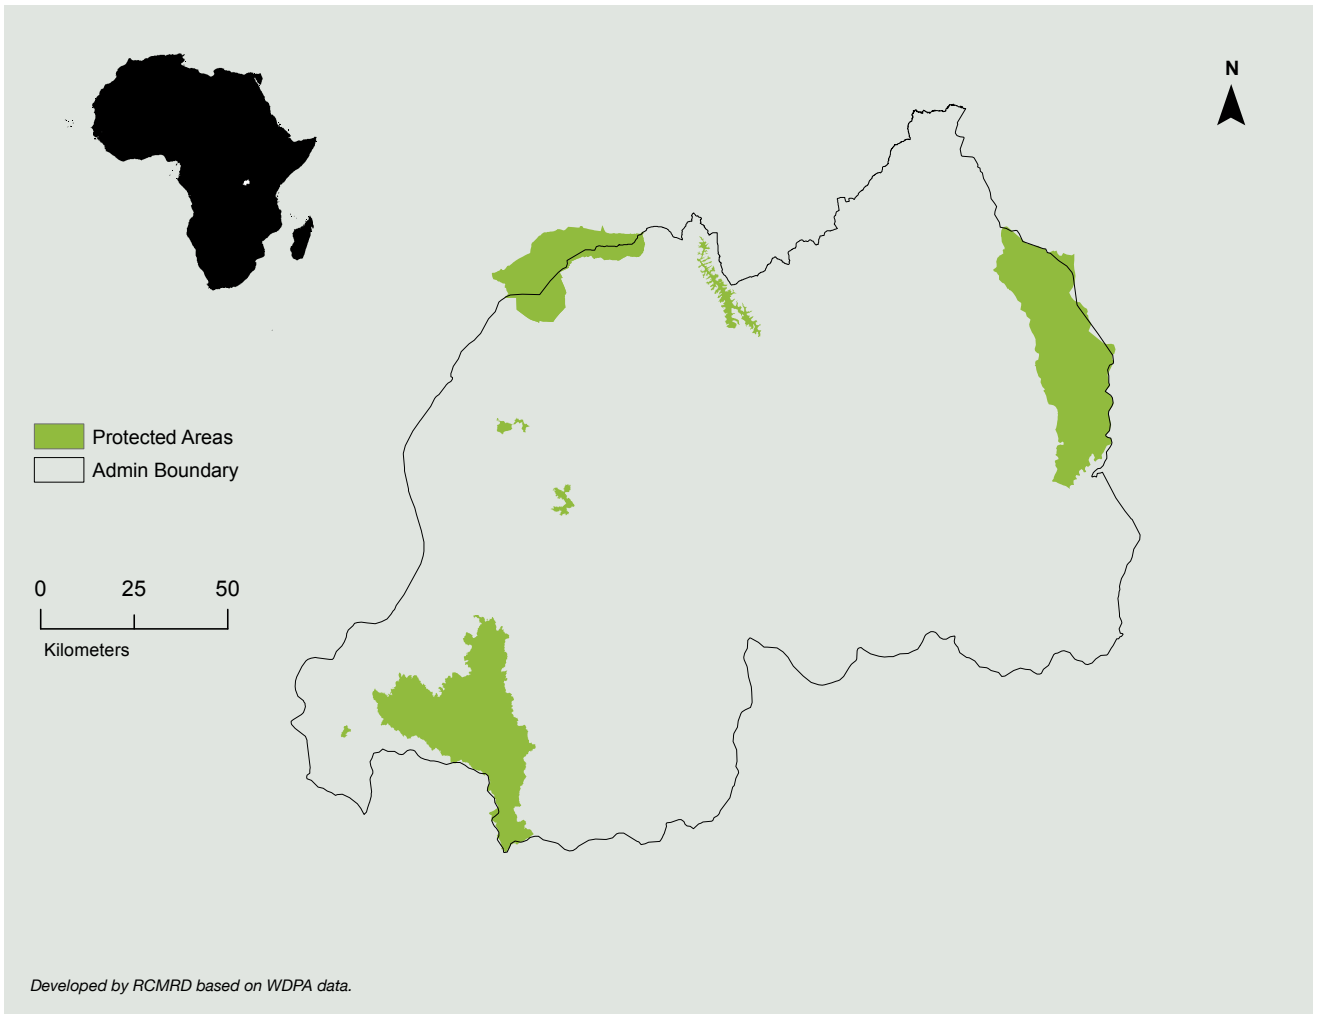 N
Protected Areas
Admin Boundary
0 25 50
Kilometers
Developed by RCMRD based on WDPA data.